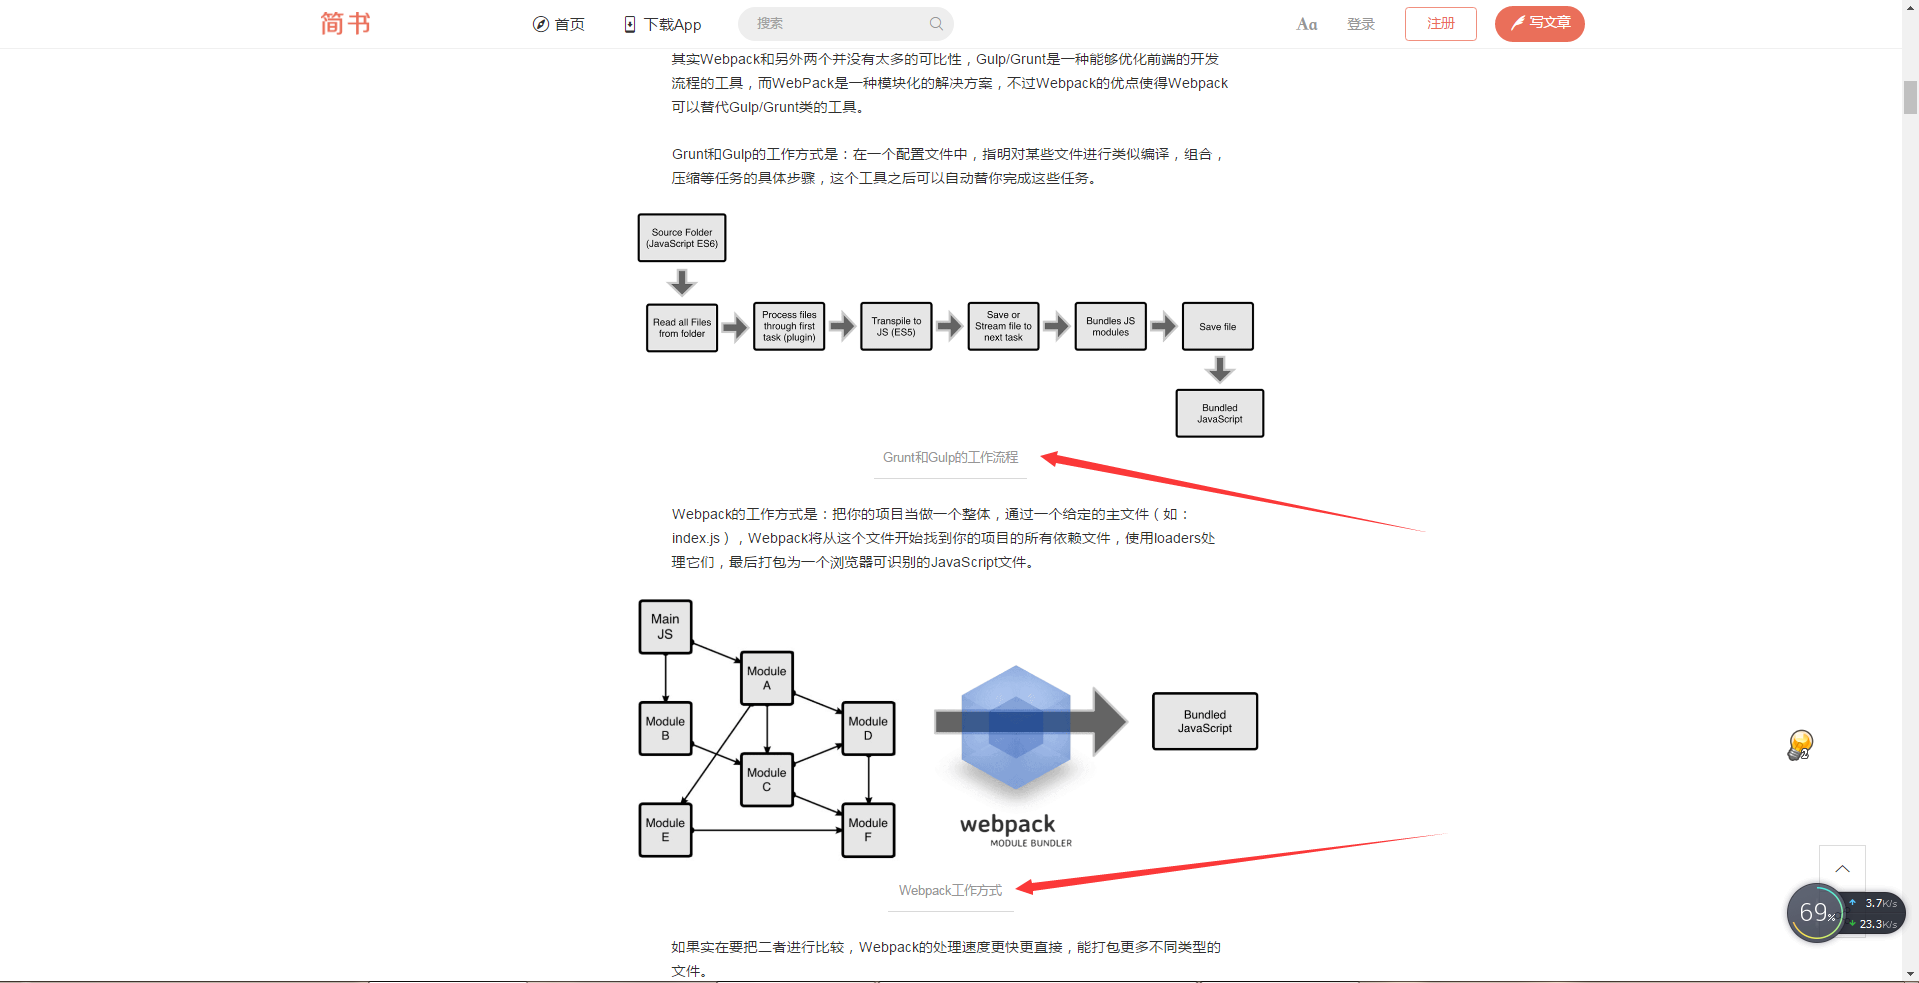 简书
首页
下载App
搜索
Aa
登录
注册
写文章
其实Webpack和另外两个并没有太多的可比性，Gulp/Grunt是一种能够优化前端的开发
流程的工具，而WebPack是一种模块化的解决方案，不过Webpack的优点使得Webpack
可以替代Gulp/Grunt类的工具。
Grunt和Gulp的工作方式是：在一个配置文件中，指明对某些文件进行类似编译，组合，
压缩等任务的具体步骤，这个工具之后可以自动替你完成这些任务。
Source Folder
(JavaScript ES6)
Read all Files
from folder
Process files
through first
task (plugin)
Transpile to
JS (ES5)
Save or
Stream file to
next task
Bundles JS
modules
Save file
Bundled
JavaScript
Grunt和Gulp的工作流程
Webpack的工作方式是：把你的项目当做一个整体，通过一个给定的主文件（如：
index.js），Webpack将从这个文件开始找到你的项目的所有依赖文件，使用loaders处
理它们，最后打包为一个浏览器可识别的JavaScript文件。
Main
JS
Module
A
Module
B
Module
D
Module
C
Module
E
Module
F
webpack
MODULE BUNDLER
Bundled
JavaScript
Webpack工作方式
69%
3.7K/s
23.3K/s
如果实在要把二者进行比较，Webpack的处理速度更快更直接，能打包更多不同类型的
文件。